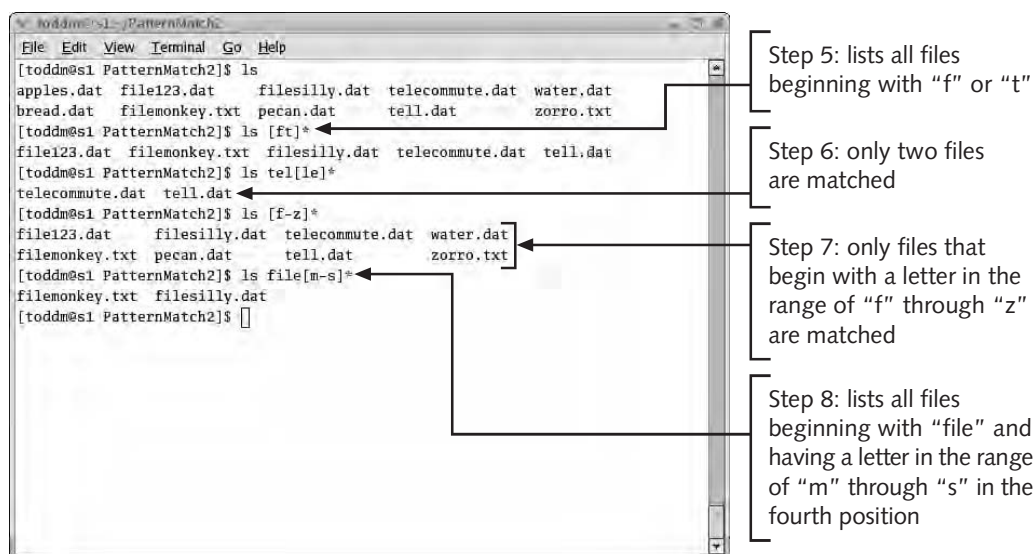 toddm@s1:~/PatternMatch2
File Edit View Terminal Go Help
[toddm@s1 PatternMatch2]$ ls
apples.dat file123.dat filesilly.dat telecommute.dat water.dat
bread.dat filemonkey.txt pecan.dat tell.dat zorro.txt
[toddm@s1 PatternMatch2]$ ls [ft]*
file123.dat filemonkey.txt filesilly.dat telecommute.dat tell.dat
[toddm@s1 PatternMatch2]$ ls tel[le]*
telecommute.dat tell.dat
[toddm@s1 PatternMatch2]$ ls [f-z]*
file123.dat filesilly.dat telecommute.dat water.dat
filemonkey.txt pecan.dat tell.dat zorro.txt
[toddm@s1 PatternMatch2]$ ls file[m-s]*
filemonkey.txt filesilly.dat
[toddm@s1 PatternMatch2]$
Step 5: lists all files
beginning with “f” or “t”
Step 6: only two files
are matched
Step 7: only files that
begin with a letter in the
range of “f” through “z”
are matched
Step 8: lists all files
beginning with “file” and
having a letter in the range
of “m” through “s” in the
fourth position